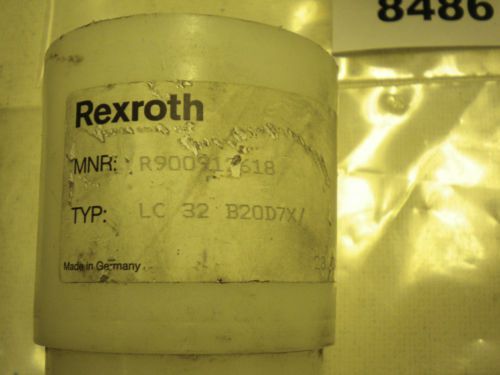 8486
Rexroth
MNR:
TYP: LC 32 B20D7X/
Made in Germany